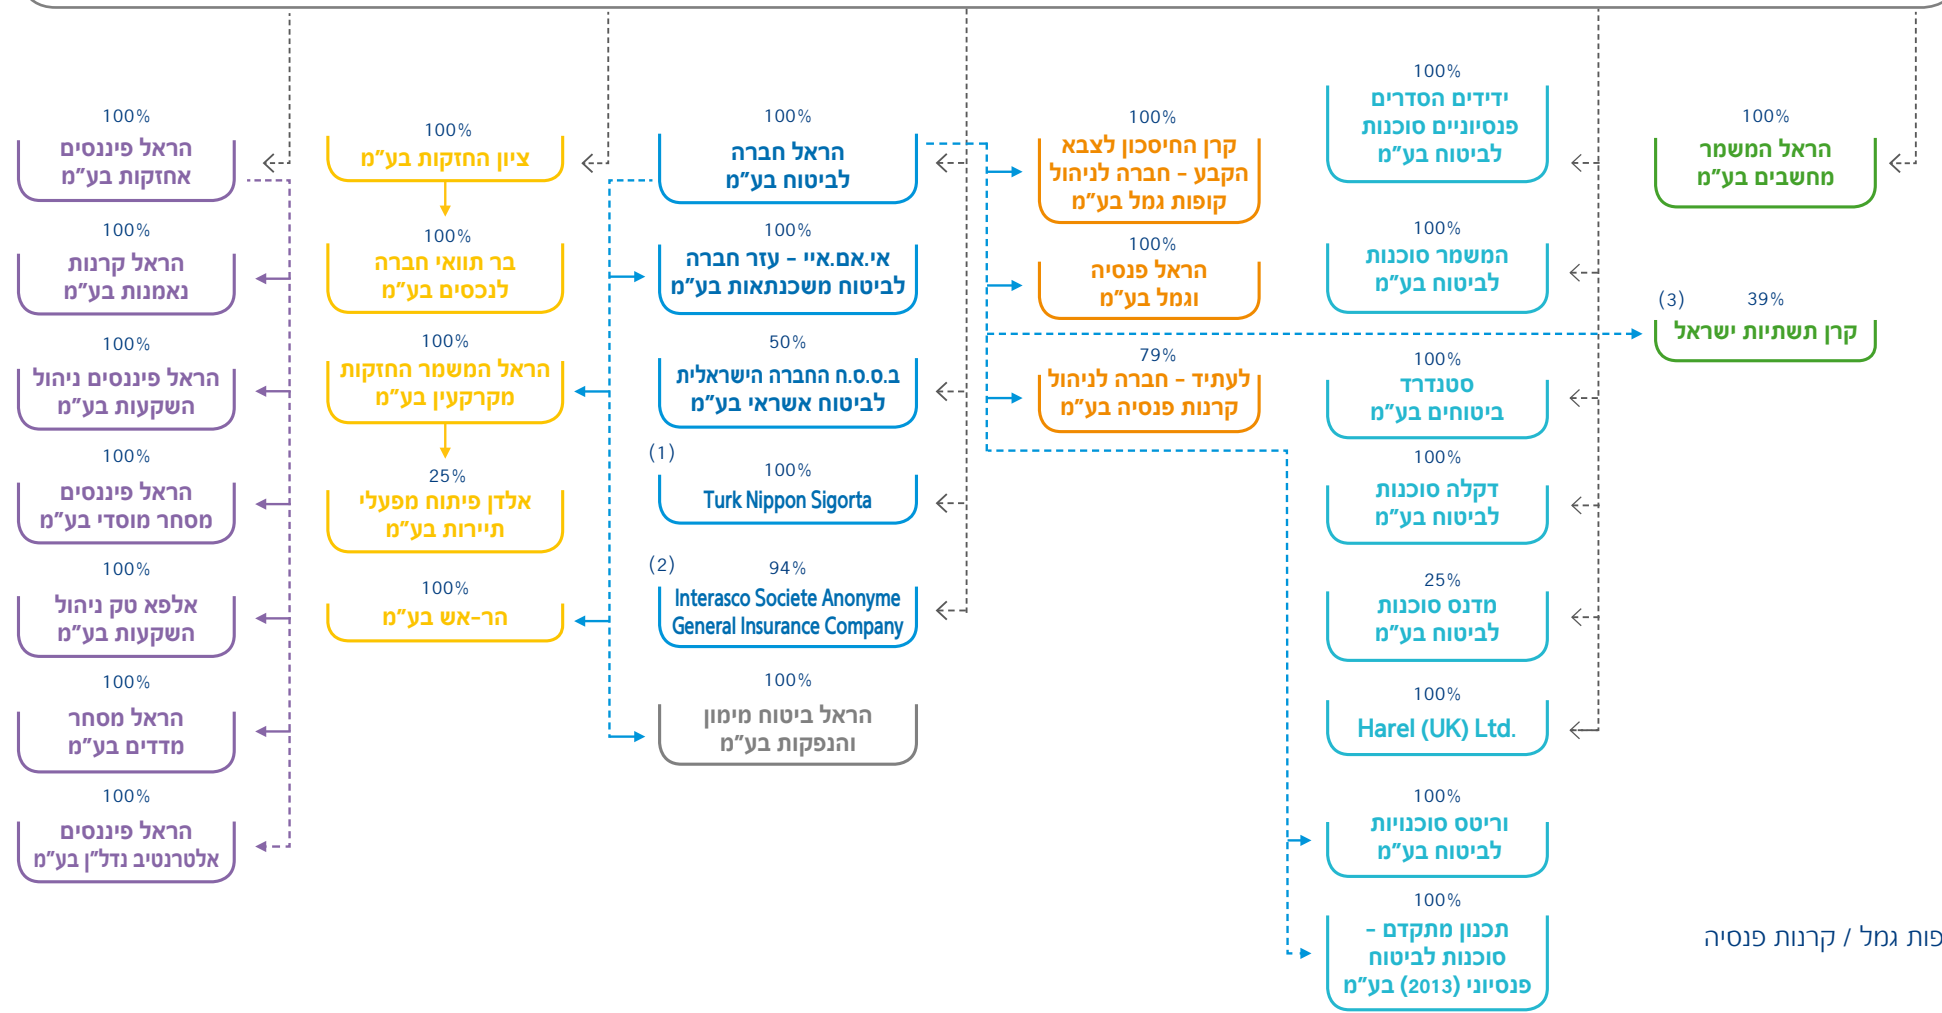 100%
הראל המשמר
מחשבים בע"מ
(3) 39%
קרן תשתיות ישראל
100%
ידידים הסדרים
פנסיוניים סוכנות
לביטוח בע"מ
100%
המשמר סוכנות
לביטוח בע"מ
100%
סטנדרד
ביטוחים בע"מ
100%
דקלה סוכנות
לביטוח בע"מ
25%
מדנס סוכנות
לביטוח בע"מ
100%
Harel (UK) Ltd.
100%
וריטס סוכנויות
לביטוח בע"מ
100%
תכנון מתקדם -
סוכנות לביטוח
פנסיוני (2013) בע"מ
100%
קרן החיסכון לצבא
הקבע - חברה לניהול
קופות גמל בע"מ
100%
הראל פנסיה
וגמל בע"מ
79%
לעתיד - חברה לניהול
קרנות פנסיה בע"מ
100%
הראל חברה
לביטוח בע"מ
100%
אי.אם.איי - עזר חברה
לביטוח משכנתאות בע"מ
50%
ב.ס.ס.ח החברה הישראלית
לביטוח אשראי בע"מ
(1)
100%
Turk Nippon Sigorta
(2)
94%
Interasco Societe Anonyme
General Insurance Company
100%
הראל ביטוח מימון
והנפקות בע"מ
100%
ציון החזקות בע"מ
100%
בר תוואי חברה
לנכסים בע"מ
100%
הראל המשמר החזקות
מקרקעין בע"מ
25%
אלדן פיתוח מפעלי
תיירות בע"מ
100%
הר-אש בע"מ
100%
הראל פיננסים
אחזקות בע"מ
100%
הראל קרנות
נאמנות בע"מ
100%
הראל פיננסים ניהול
השקעות בע"מ
100%
הראל פיננסים
מסחר מוסדי בע"מ
100%
אלפא טק ניהול
השקעות בע"מ
100%
הראל מסחר
מדדים בע"מ
100%
הראל פיננסים
אלטרנטיב נדל"ן בע"מ
פות גמל / קרנות פנסיה